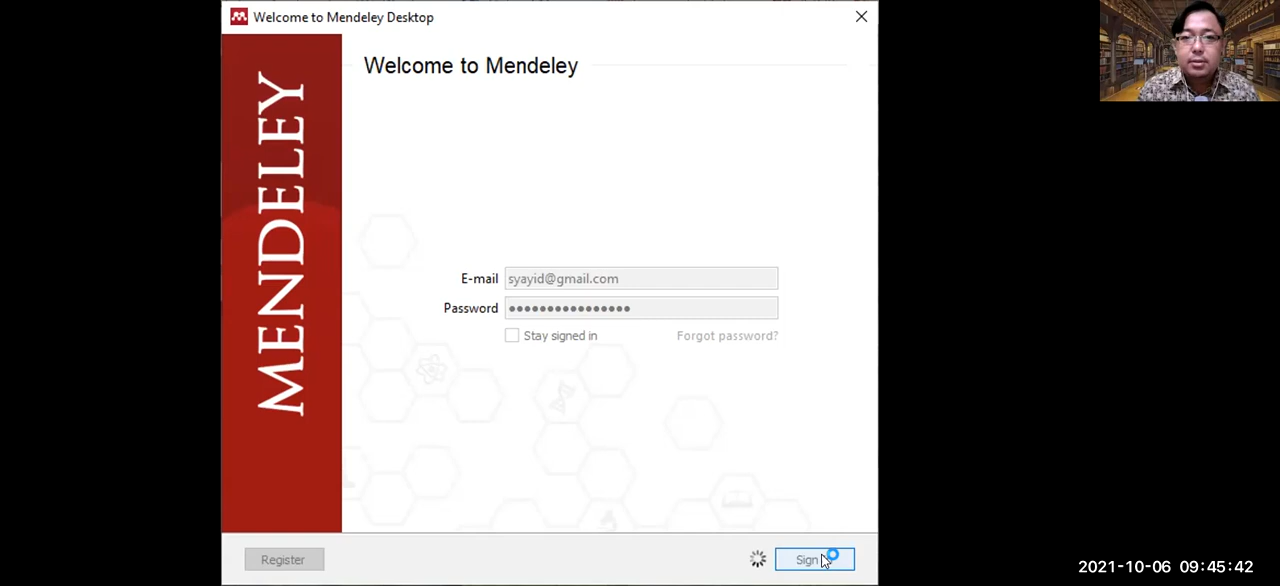 Welcome to Mendeley Desktop
Welcome to Mendeley
MENDELEY
E-mail syayid@gmail.com
Password
Stay signed in Forgot password?
Register Sign
2021-10-06 09:45:42